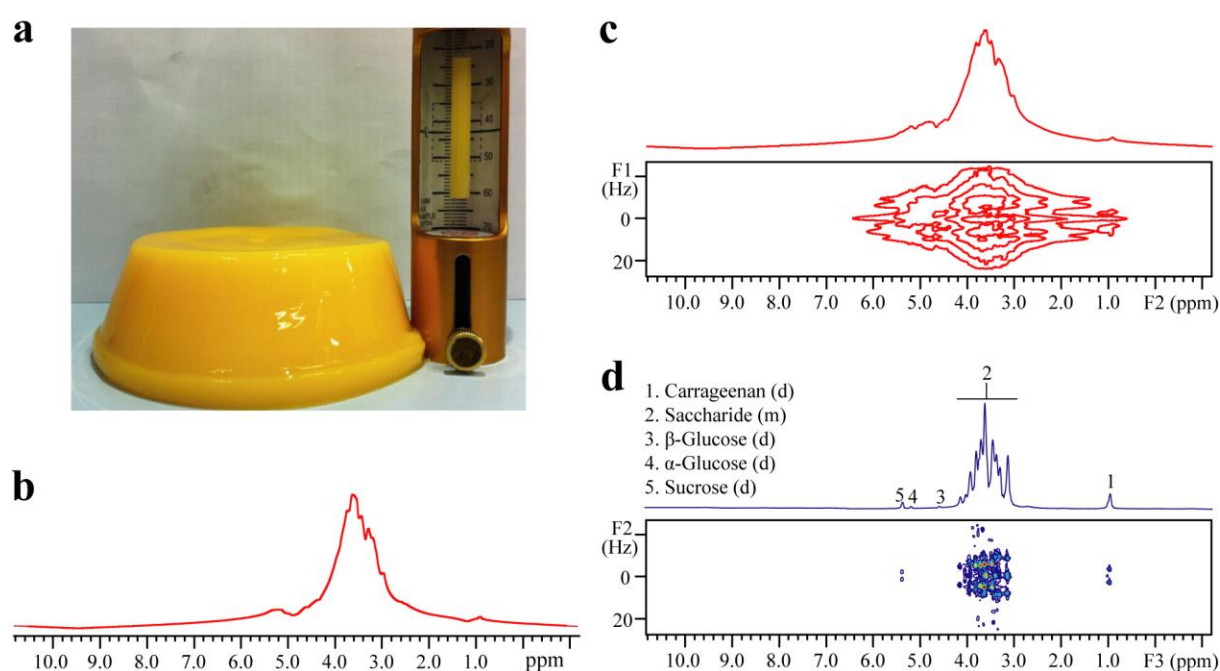 a
20
30
50
60
b
10.0 9.0 8.0 7.0 6.0 5.0 4.0 3.0 2.0 1.0 ppm
c
F1
(Hz)
0
20
10.0 9.0 8.0 7.0 6.0 5.0 4.0 3.0 2.0 1.0 F2 (ppm)
d
2
1. Carrageenan (d)
2. Saccharide (m)
3. β-Glucose (d)
4. α-Glucose (d)
5. Sucrose (d)
5 4 3 1
F2
(Hz)
0
20
10.0 9.0 8.0 7.0 6.0 5.0 4.0 3.0 2.0 1.0 F3 (ppm)